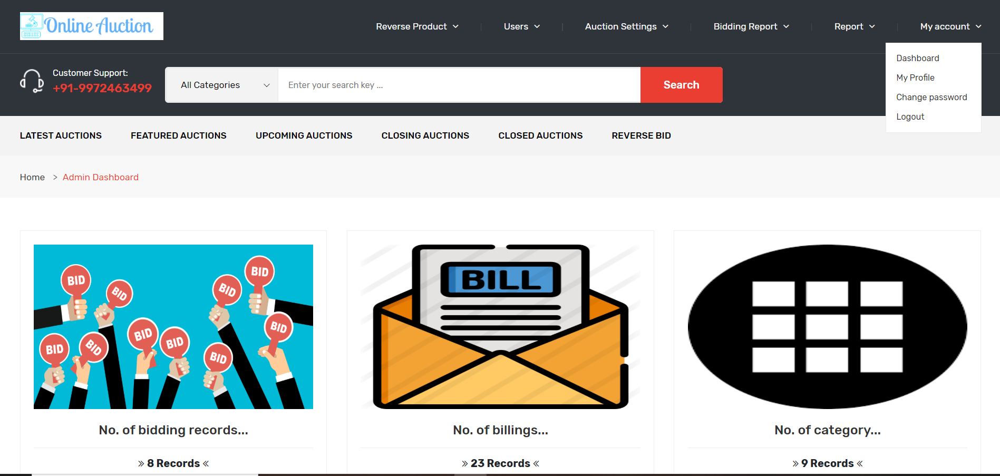 Online Auction
Reverse Product
Users
Auction Settings
Bidding Report
Report
My account
Dashboard
My Profile
Change password
Logout
Customer Support:
+91-9972463499
All Categories
Enter your search key ...
Search
LATEST AUCTIONS
FEATURED AUCTIONS
UPCOMING AUCTIONS
CLOSING AUCTIONS
CLOSED AUCTIONS
REVERSE BID
Home > Admin Dashboard
BID
BID
BID
BID
BID
BID
BID
BID
BID
BID
No. of bidding records...
» 8 Records «
BILL
No. of billings...
» 23 Records «
No. of category...
» 9 Records «